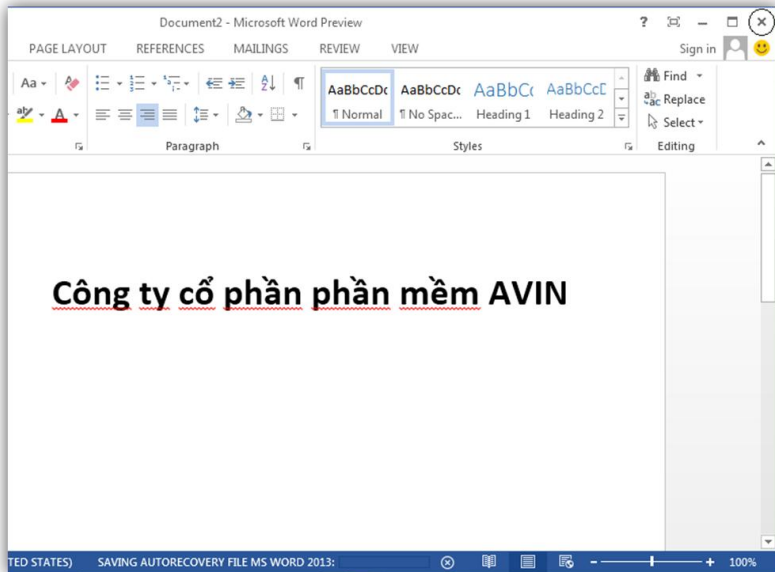 Document2 - Microsoft Word Preview
PAGE LAYOUT REFERENCES MAILINGS REVIEW VIEW Sign in
Aa
AaBbCcDc AaBbCcDc AaBbCc AaBbCcE Find
¶ Normal ¶ No Spac... Heading 1 Heading 2 Replace
Select
Paragraph Styles Editing
Công ty cổ phần phần mềm AVIN
TED STATES) SAVING AUTORECOVERY FILE MS WORD 2013: 100%